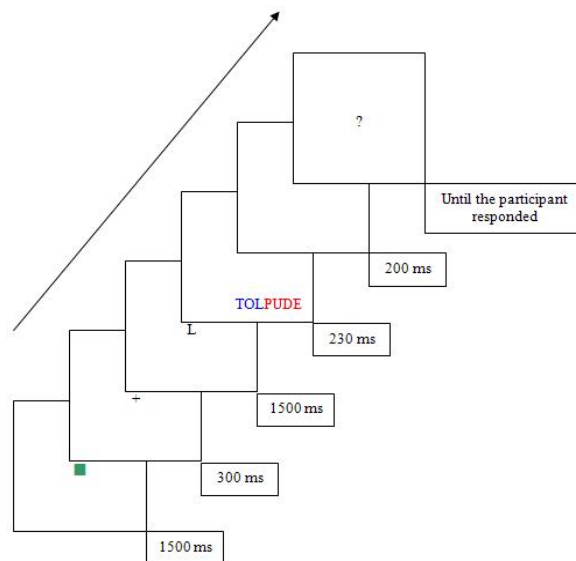 ?
Until the participant
responded
200 ms
TOLPUDE
L
230 ms
+
1500 ms
300 ms
1500 ms